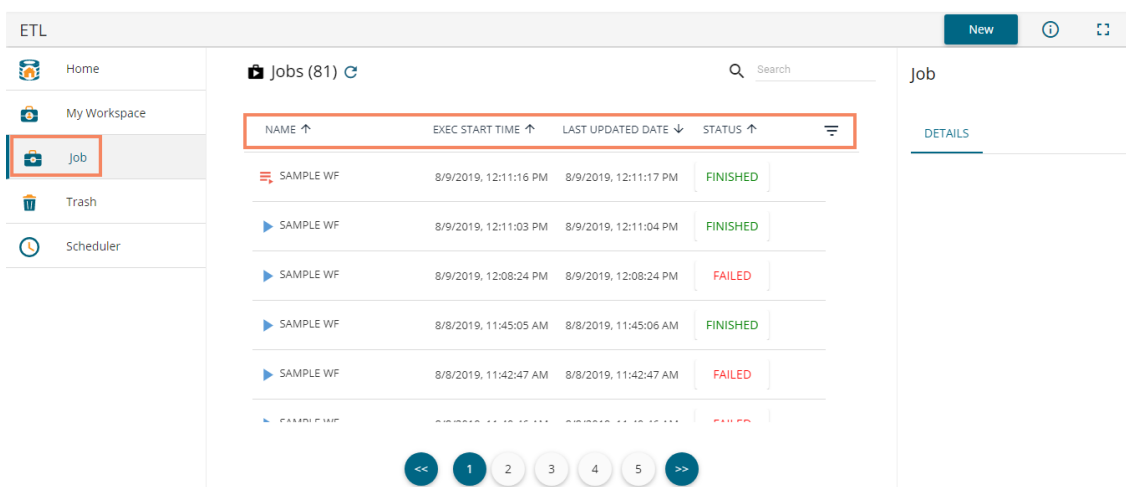 ETL
New
Home
My Workspace
Job
Trash
Scheduler
Jobs (81)
Search
NAME ↑ EXEC START TIME ↑ LAST UPDATED DATE ↓ STATUS ↑
SAMPLE WF 8/9/2019, 12:11:16 PM 8/9/2019, 12:11:17 PM FINISHED
SAMPLE WF 8/9/2019, 12:11:03 PM 8/9/2019, 12:11:04 PM FINISHED
SAMPLE WF 8/9/2019, 12:08:24 PM 8/9/2019, 12:08:24 PM FAILED
SAMPLE WF 8/8/2019, 11:45:05 AM 8/8/2019, 11:45:06 AM FINISHED
SAMPLE WF 8/8/2019, 11:42:47 AM 8/8/2019, 11:42:47 AM FAILED
SAMPLE WF FAILED
<< 1 2 3 4 5 >>
Job
DETAILS